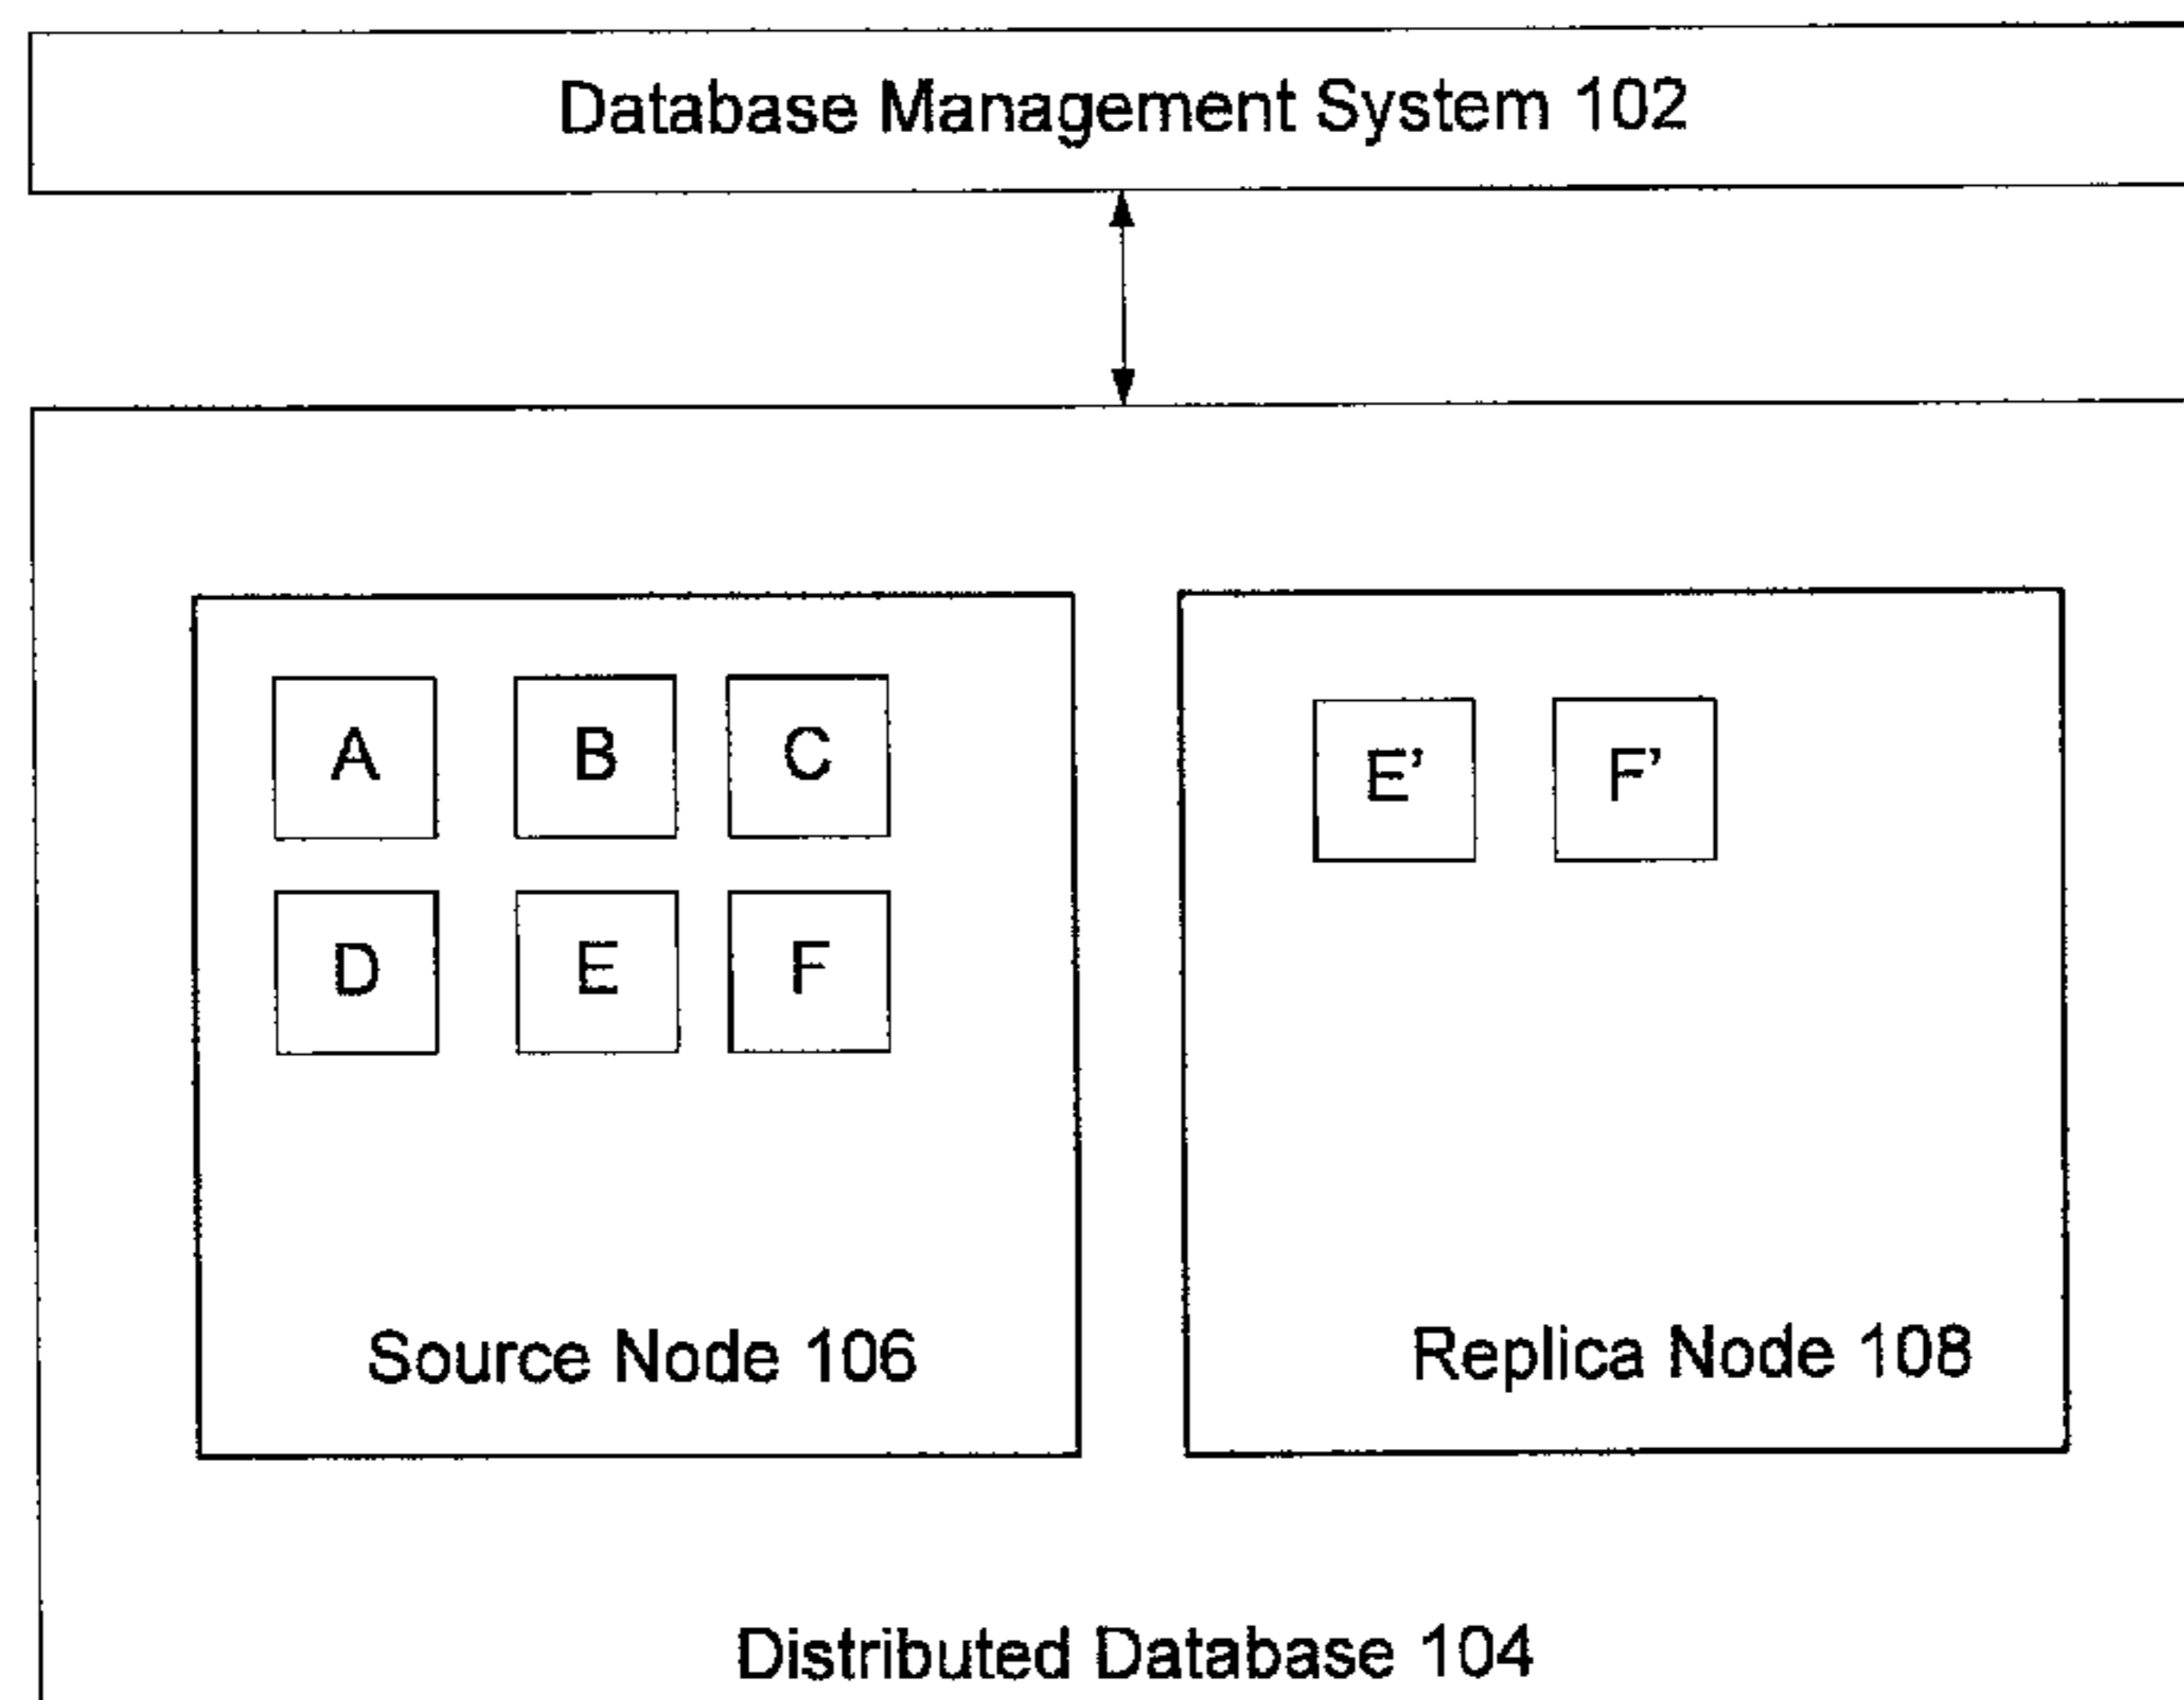 Database Management System 102
A B C
E' F'
D E F
Source Node 106
Replica Node 108
Distributed Database 104